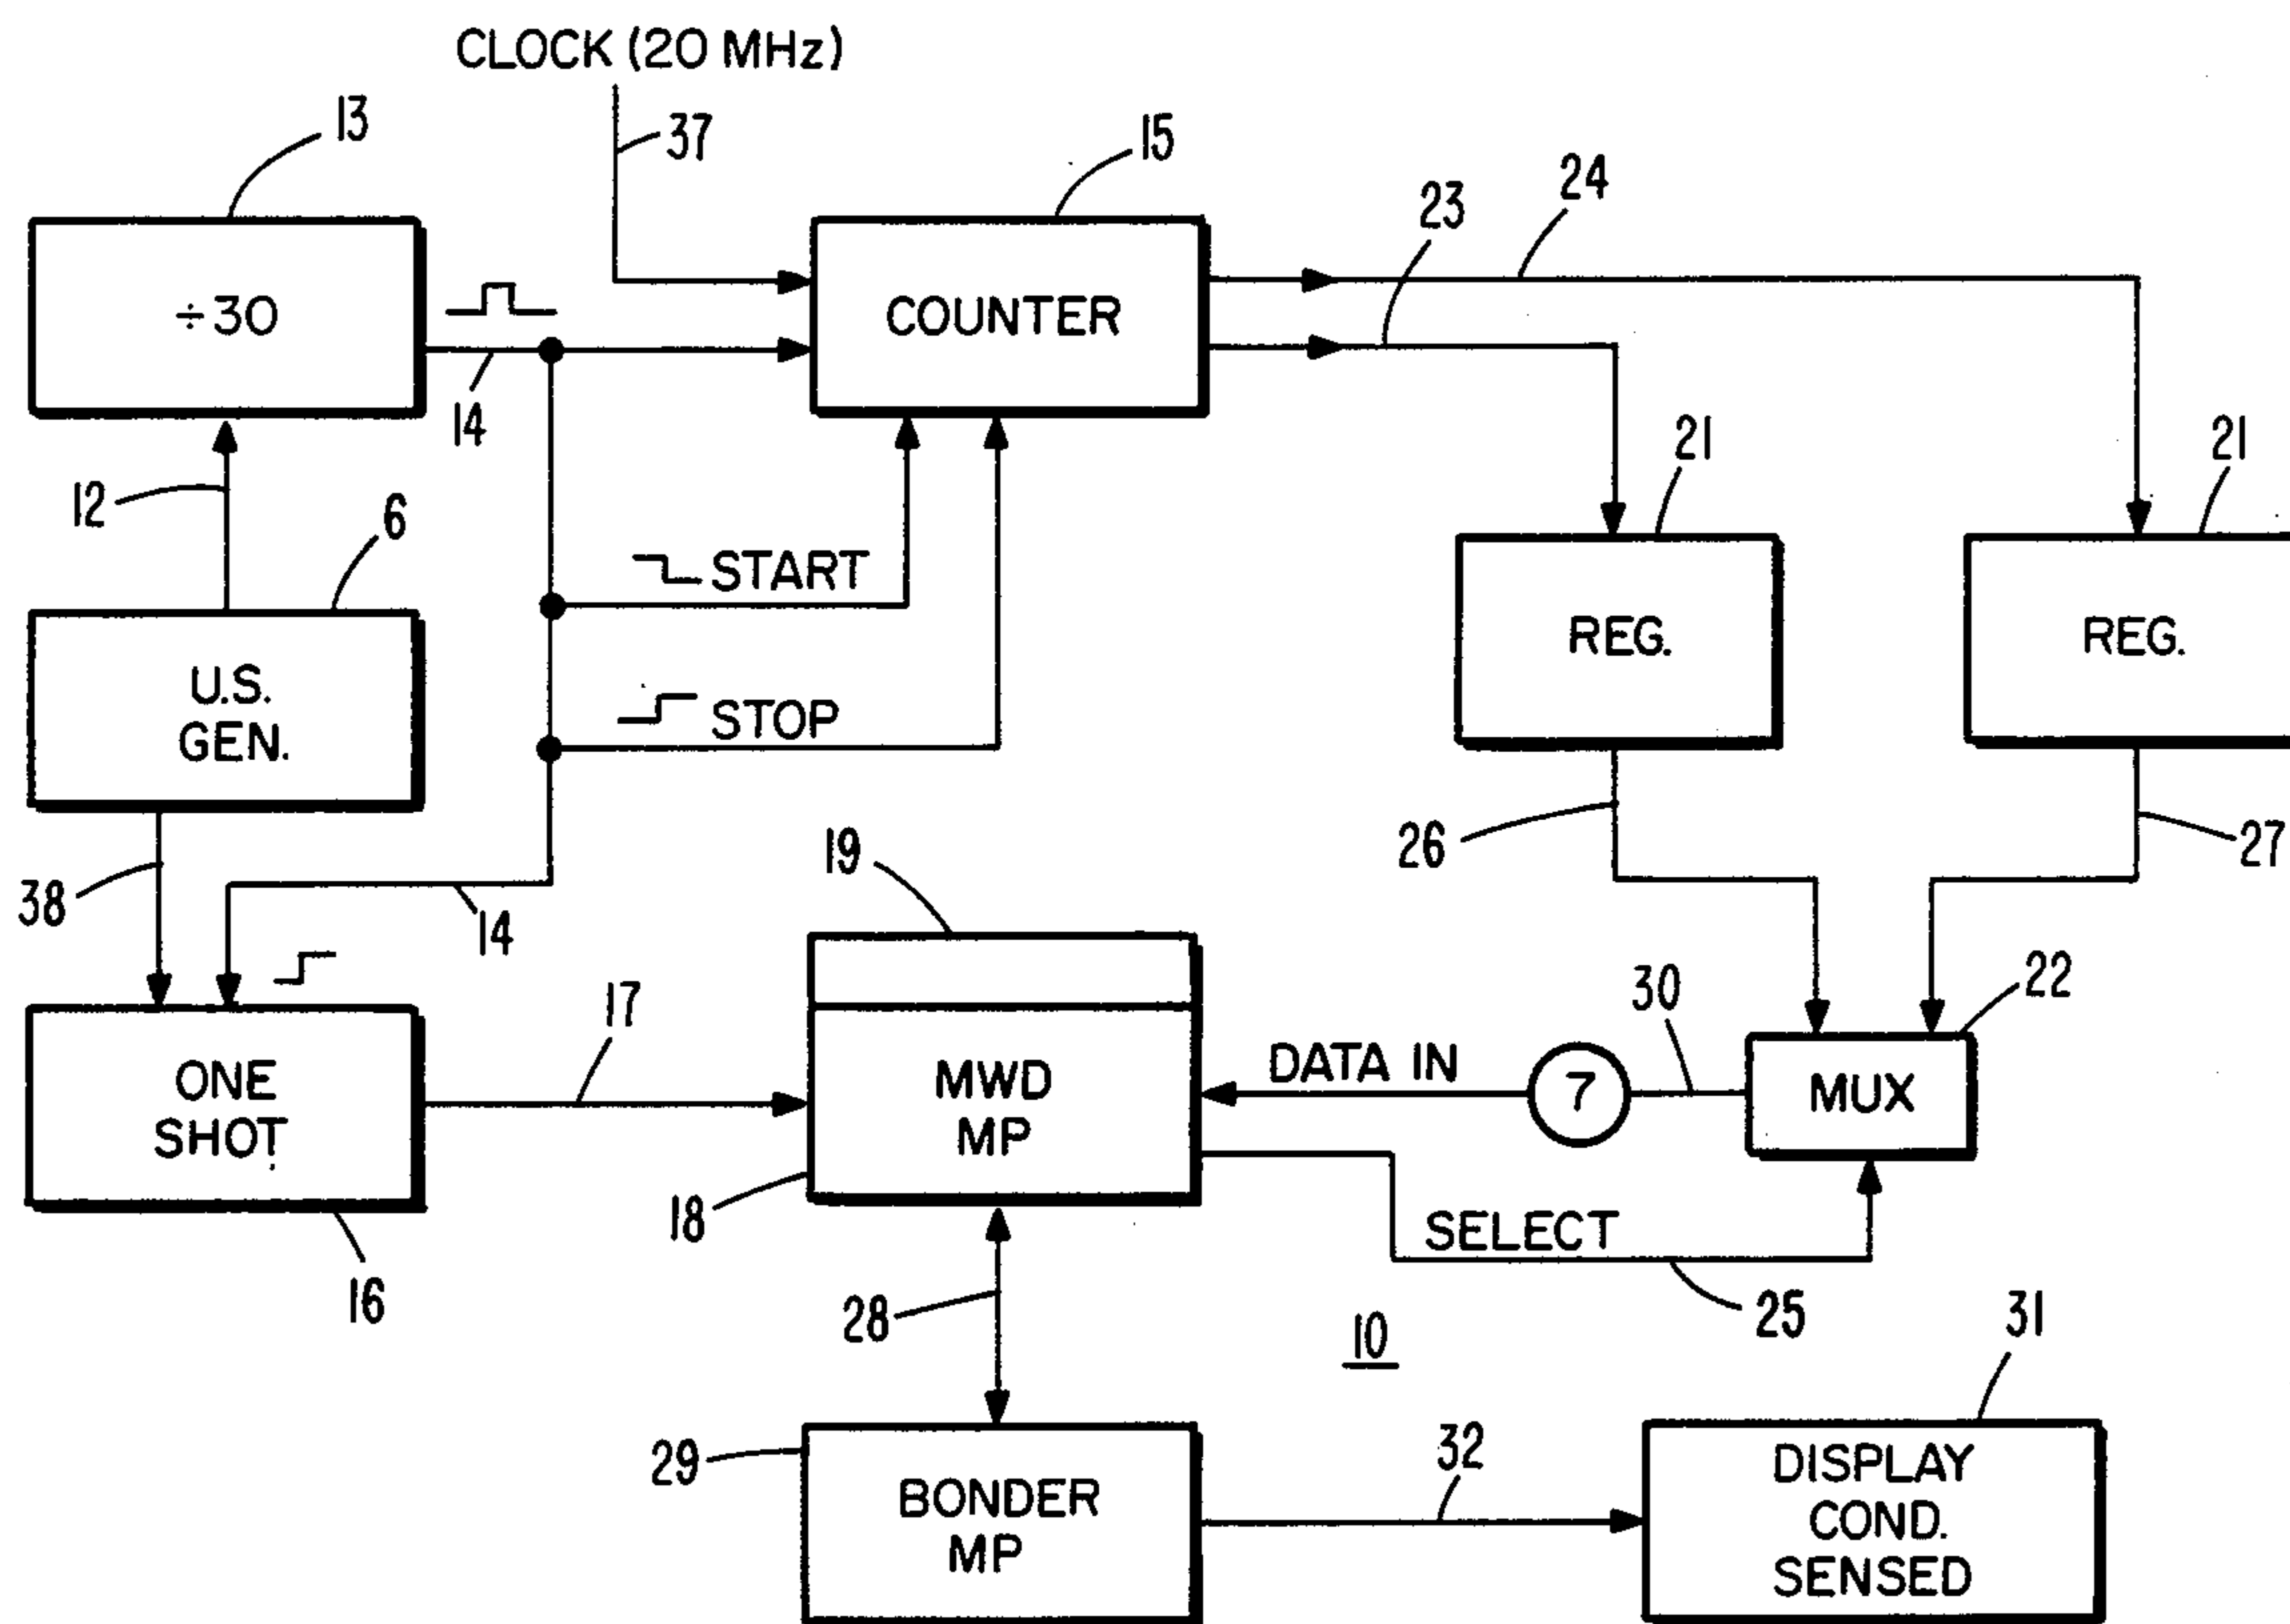 CLOCK (20 MHz)
13
37
15
24
23
÷30
14
COUNTER
21
21
12
6
START
REG.
REG.
U.S.
GEN.
STOP
26
27
38
14
19
22
30
17
ONE
SHOT
MWD
MP
DATA IN
7
MUX
18
SELECT
16
28
25
10
31
29
BONDER
MP
32
DISPLAY
COND.
SENSED